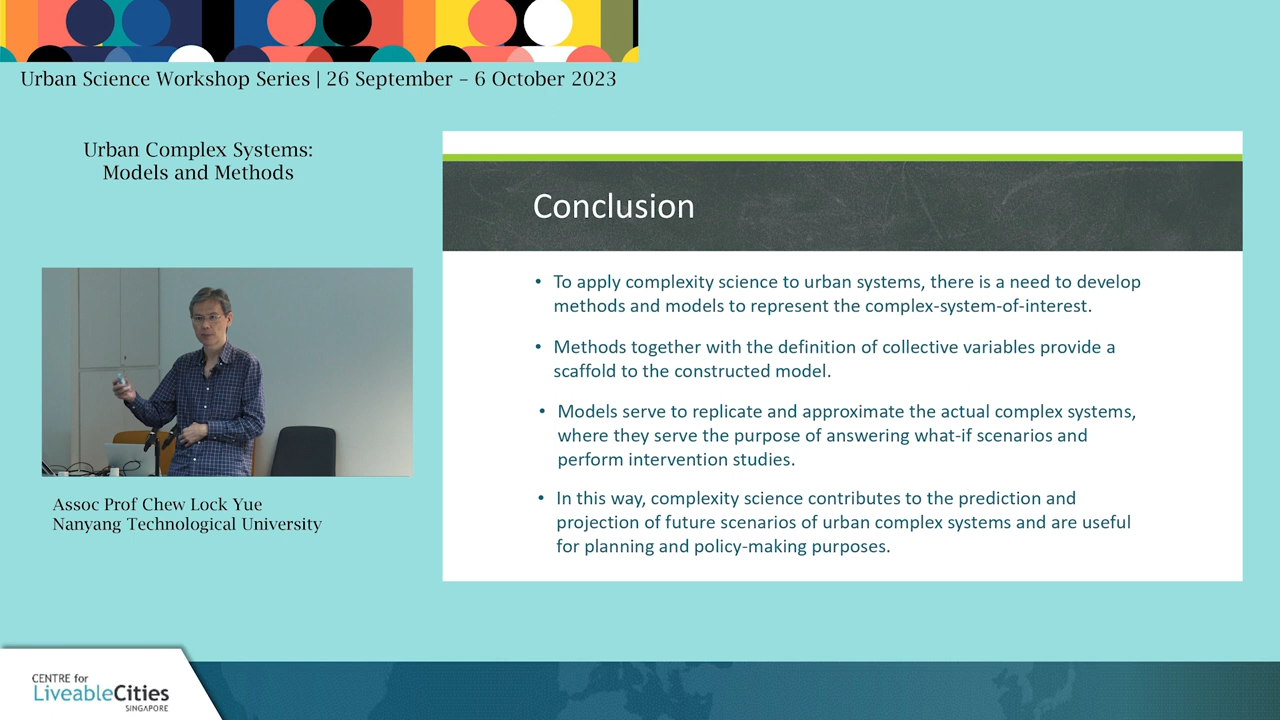 Urban Science Workshop Series | 26 September – 6 October 2023
Urban Complex Systems:
Models and Methods
Assoc Prof Chew Lock Yue
Nanyang Technological University
Conclusion
• To apply complexity science to urban systems, there is a need to develop
methods and models to represent the complex-system-of-interest.
• Methods together with the definition of collective variables provide a
scaffold to the constructed model.
• Models serve to replicate and approximate the actual complex systems,
where they serve the purpose of answering what-if scenarios and
perform intervention studies.
• In this way, complexity science contributes to the prediction and
projection of future scenarios of urban complex systems and are useful
for planning and policy-making purposes.
CENTRE for
LiveableCities
SINGAPORE